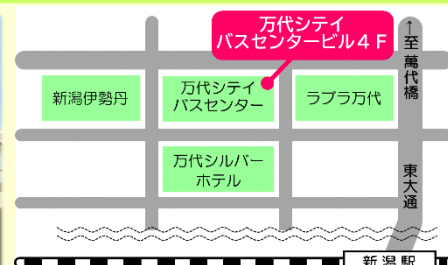 万代シテイ
バスセンタービル4F
↑至 萬代橋
新潟伊勢丹
万代シテイ
バスセンター
ラブラ万代
万代シルバー
ホテル
東大通
新潟駅